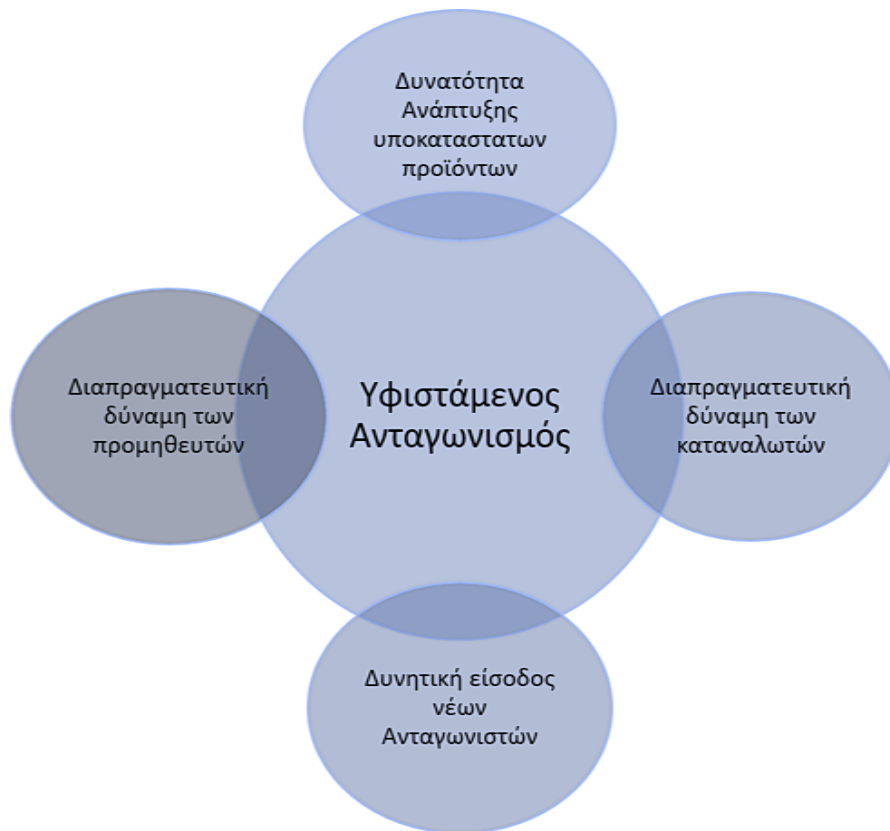 Δυνατότητα
Ανάπτυξης
υποκαταστατων
προϊόντων
Διαπραγματευτική
δύναμη των
προμηθευτών
Υφιστάμενος
Ανταγωνισμός
Διαπραγματευτική
δύναμη των
καταναλωτών
Δυνητική είσοδος
νέων
Ανταγωνιστών